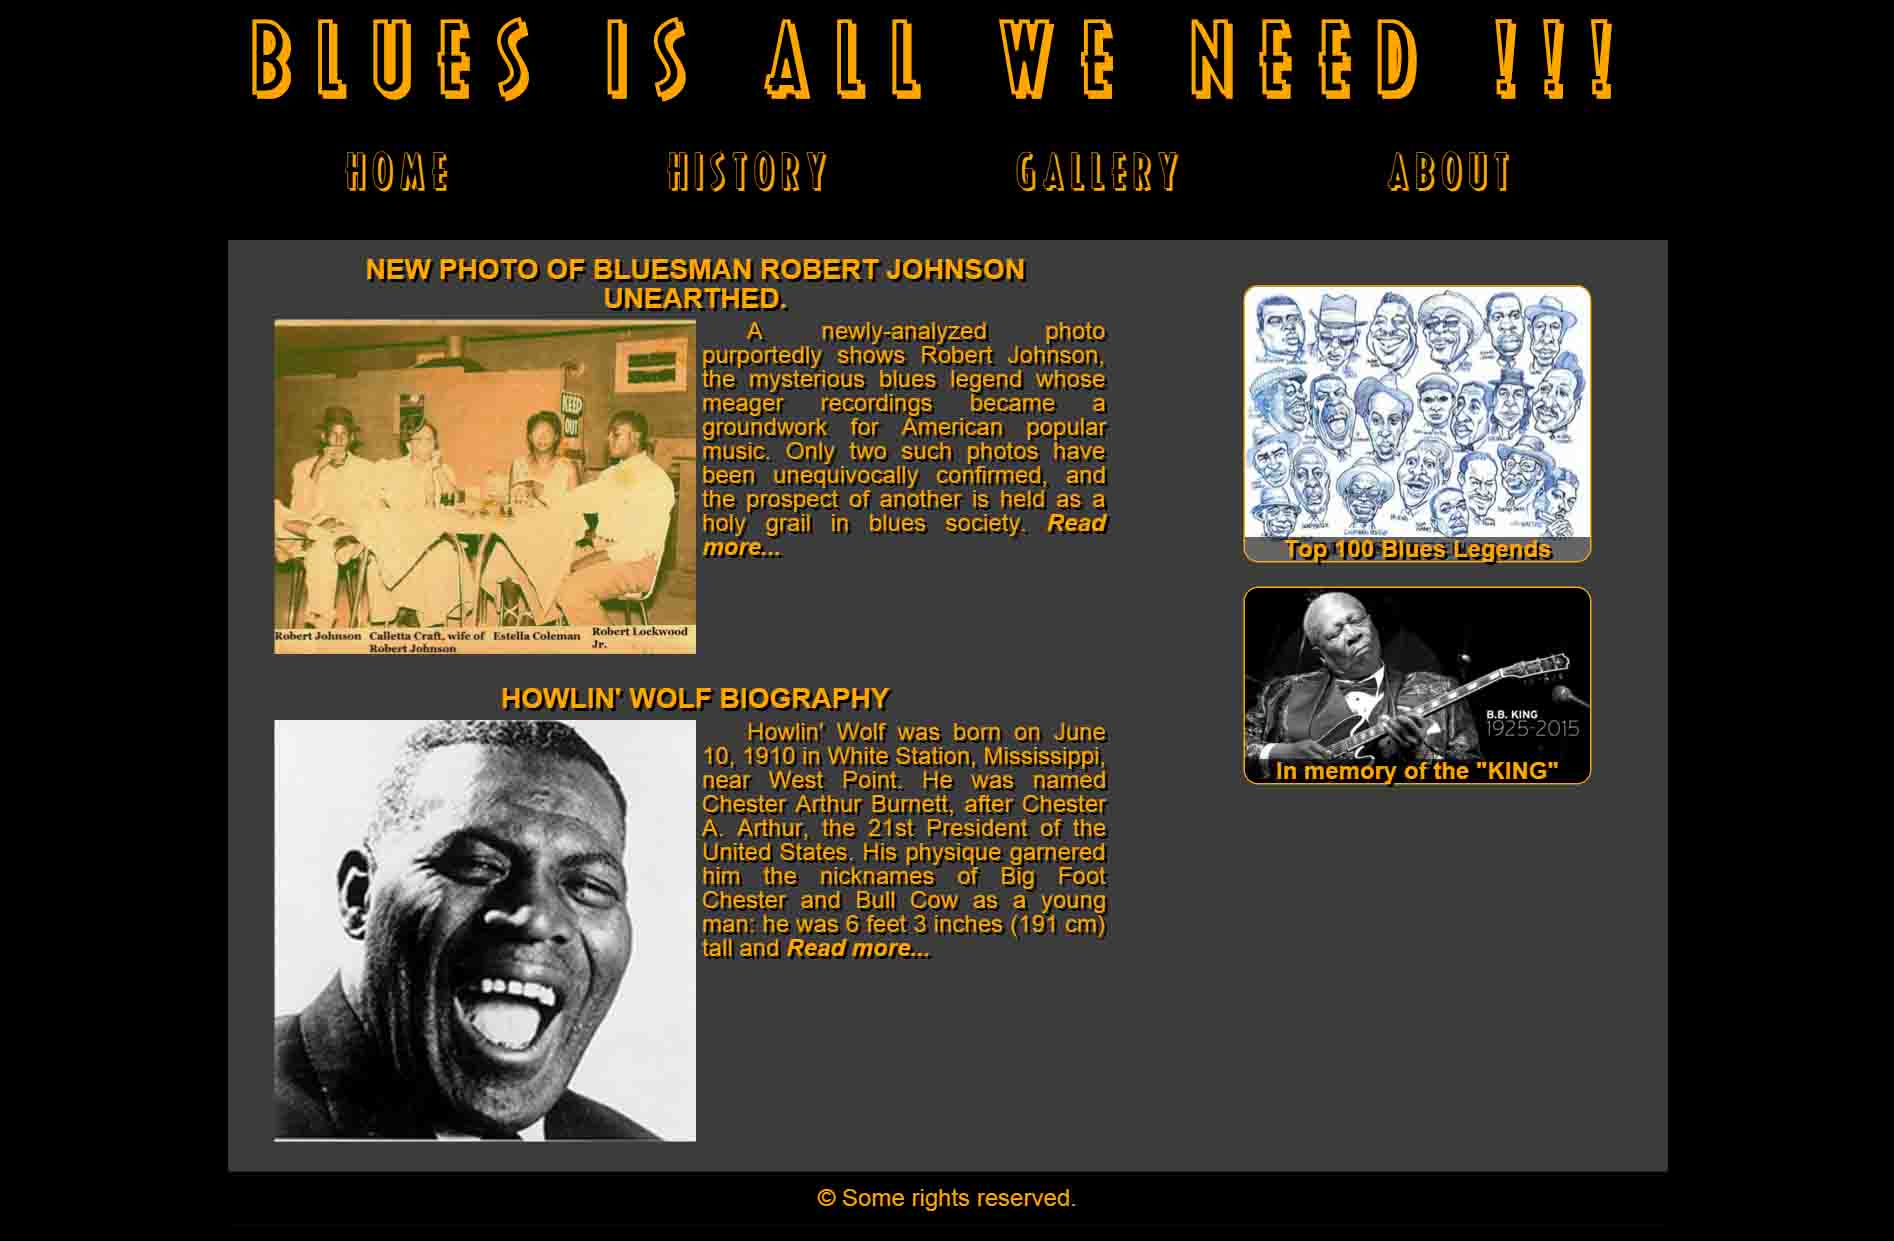 BLUES IS ALL WE NEED !!!
HOME HISTORY GALLERY ABOUT
NEW PHOTO OF BLUESMAN ROBERT JOHNSON
UNEARTHED.
KEEP
OUT
Robert Johnson Calletta Craft, wife of Estella Coleman Robert Lockwood
Robert Johnson Jr.
A newly-analyzed photo
purportedly shows Robert Johnson,
the mysterious blues legend whose
meager recordings became a
groundwork for American popular
music. Only two such photos have
been unequivocally confirmed, and
the prospect of another is held as a
holy grail in blues society. Read
more...
HOWLIN' WOLF BIOGRAPHY
Howlin' Wolf was born on June
10, 1910 in White Station, Mississippi,
near West Point. He was named
Chester Arthur Burnett, after Chester
A. Arthur, the 21st President of the
United States. His physique garnered
him the nicknames of Big Foot
Chester and Bull Cow as a young
man: he was 6 feet 3 inches (191 cm)
tall and Read more...
Top 100 Blues Legends
B.B. KING
1925-2015
In memory of the "KING"
© Some rights reserved.